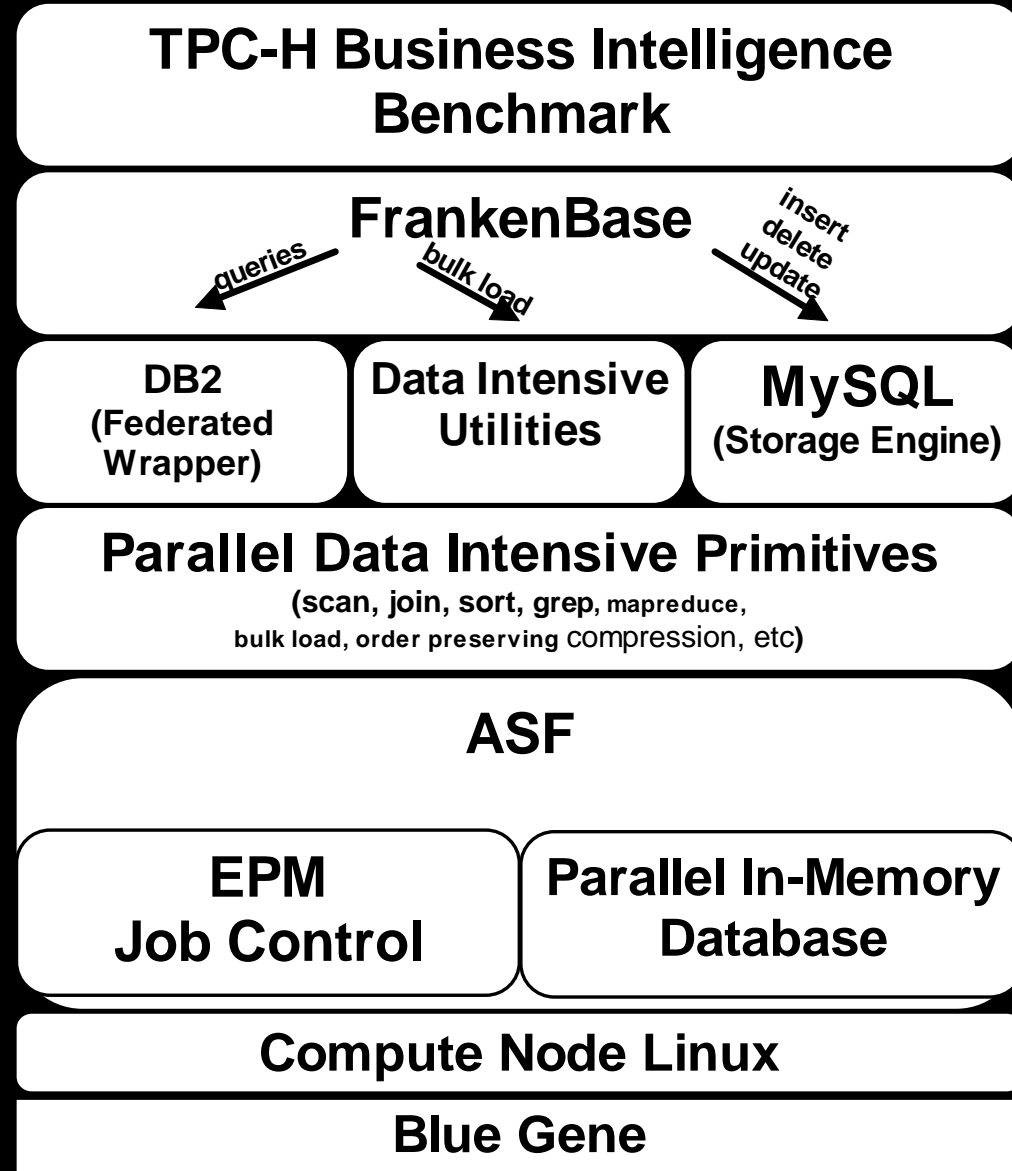 TPC-H Business Intelligence
Benchmark
FrankenBase
queries
bulk load
insert
delete
update
DB2
(Federated
Wrapper)
Data Intensive
Utilities
MySQL
(Storage Engine)
Parallel Data Intensive Primitives
(scan, join, sort, grep, mapreduce,
bulk load, order preserving compression, etc)
ASF
EPM
Job Control
Parallel In-Memory
Database
Compute Node Linux
Blue Gene